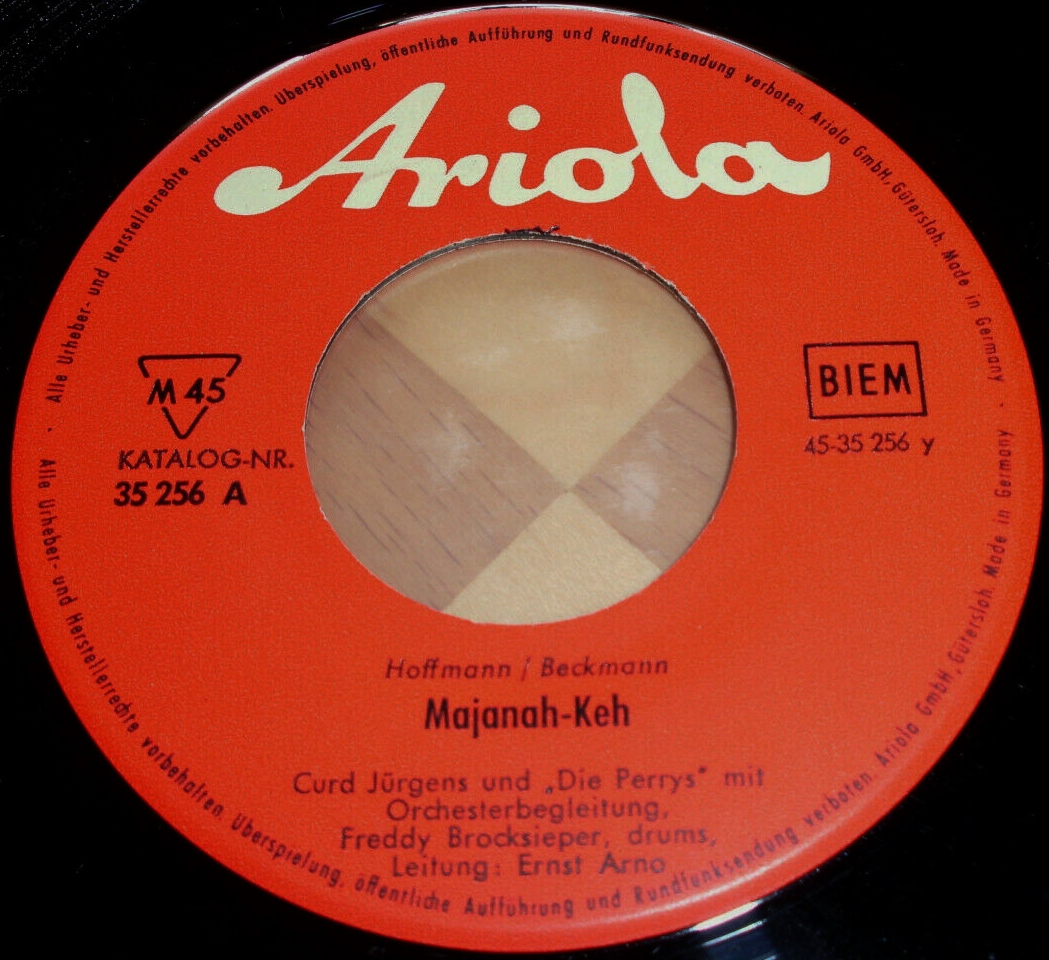 Alle Urheber- und Herstellerrechte vorbehalten. Überspielung, öffentliche Aufführung und Rundfunksendung verboten. Ariola GmbH, Gütersloh. Made in Germany ·
Ariola
M 45
KATALOG-NR.
35 256 A
BIEM
45-35 256 y
Hoffmann / Beckmann
Majanah-Keh
Curd Jürgens und „Die Perrys" mit
Orchesterbegleitung,
Freddy Brocksieper, drums,
Leitung: Ernst Arno
· Alle Urheber- und Herstellerrechte vorbehalten. Überspielung, öffentliche Aufführung und Rundfunksendung verboten. Ariola GmbH, Gütersloh. Made in Germany